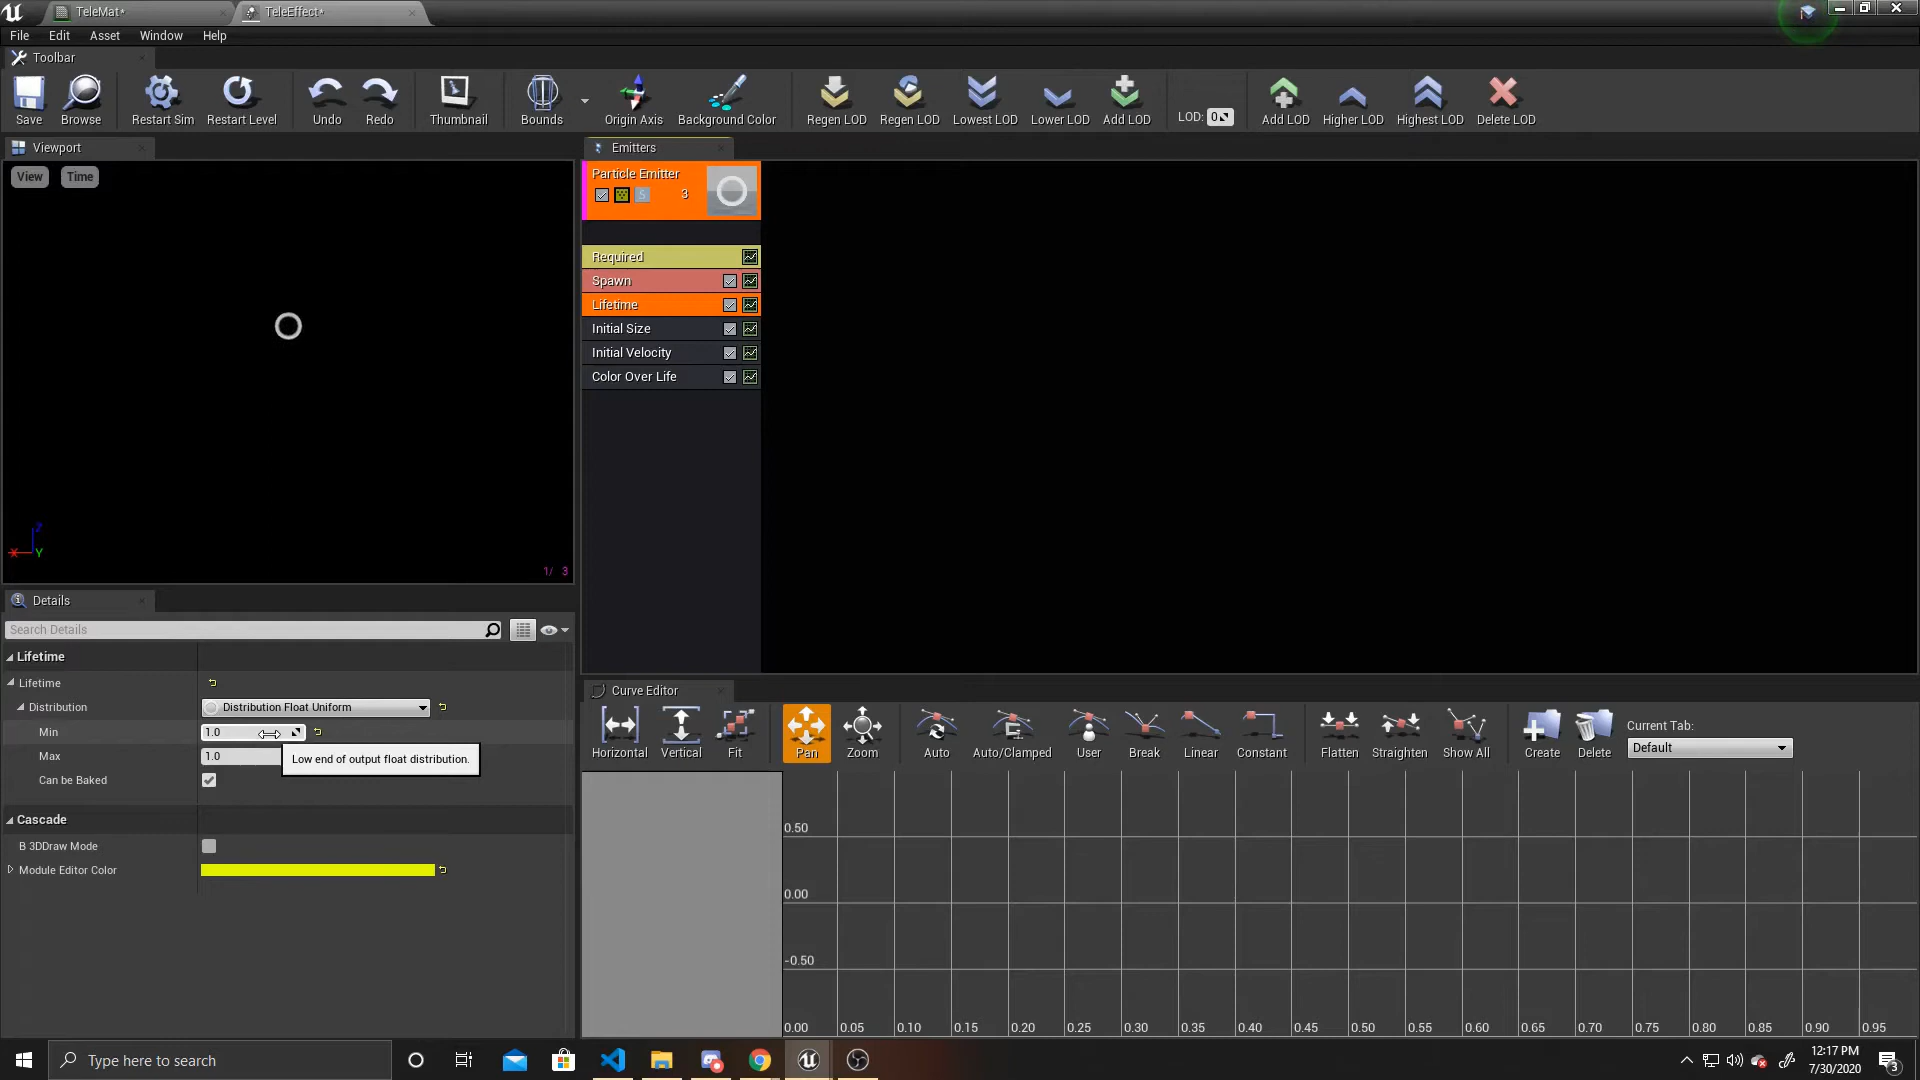 TeleMat*
TeleEffect*
File Edit Asset Window Help
Toolbar
Save Browse Restart Sim Restart Level Undo Redo Thumbnail Bounds Origin Axis Background Color Regen LOD Regen LOD Lowest LOD Lower LOD Add LOD LOD: 0 Add LOD Higher LOD Highest LOD Delete LOD
Viewport
Emitters
View Time
Particle Emitter
S 3
Required
Spawn
Lifetime
Initial Size
Initial Velocity
Color Over Life
Z
X Y
1/ 3
Details
Search Details
Lifetime
Lifetime
Distribution Distribution Float Uniform
Min 1.0
Max 1.0
Low end of output float distribution.
Can be Baked
Cascade
B 3DDraw Mode
Module Editor Color
Curve Editor
Horizontal Vertical Fit Pan Zoom Auto Auto/Clamped User Break Linear Constant Flatten Straighten Show All Create Delete
Current Tab:
Default
0.50
0.00
-0.50
0.00 0.05 0.10 0.15 0.20 0.25 0.30 0.35 0.40 0.45 0.50 0.55 0.60 0.65 0.70 0.75 0.80 0.85 0.90 0.95
Type here to search
12:17 PM
7/30/2020
3